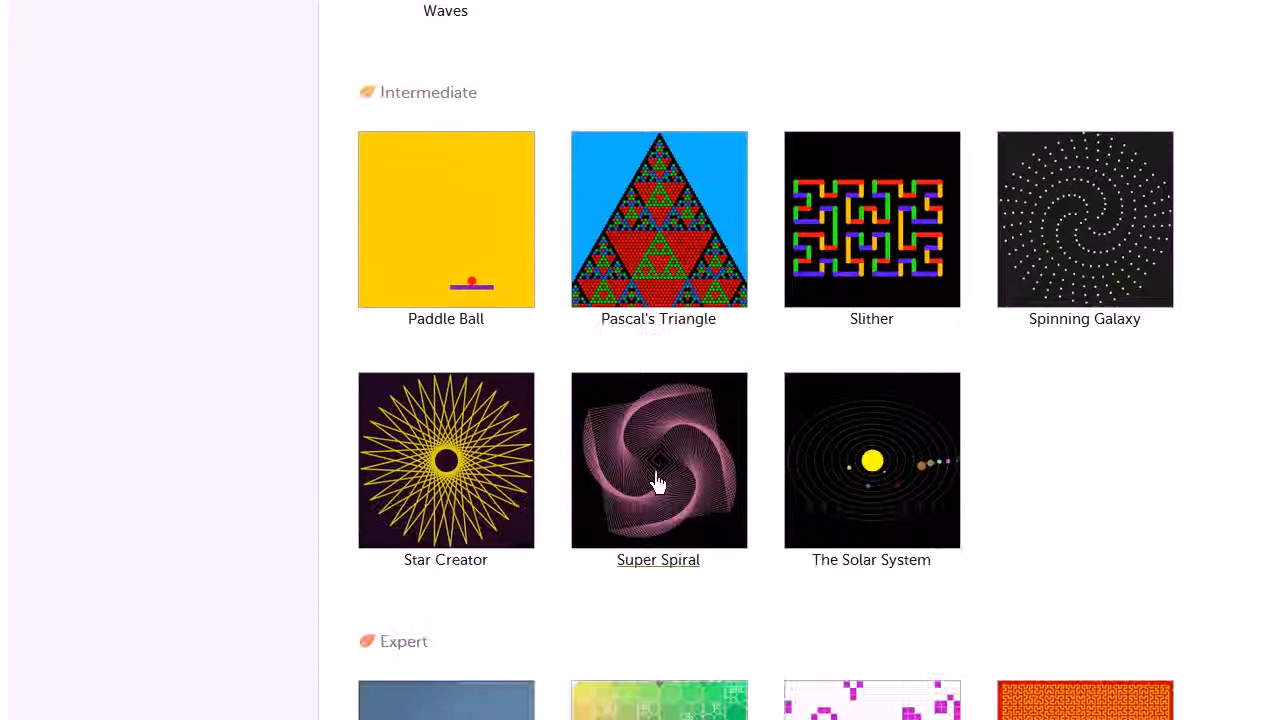 Waves
Intermediate
Paddle Ball
Pascal's Triangle
Slither
Spinning Galaxy
Star Creator
Super Spiral
The Solar System
Expert